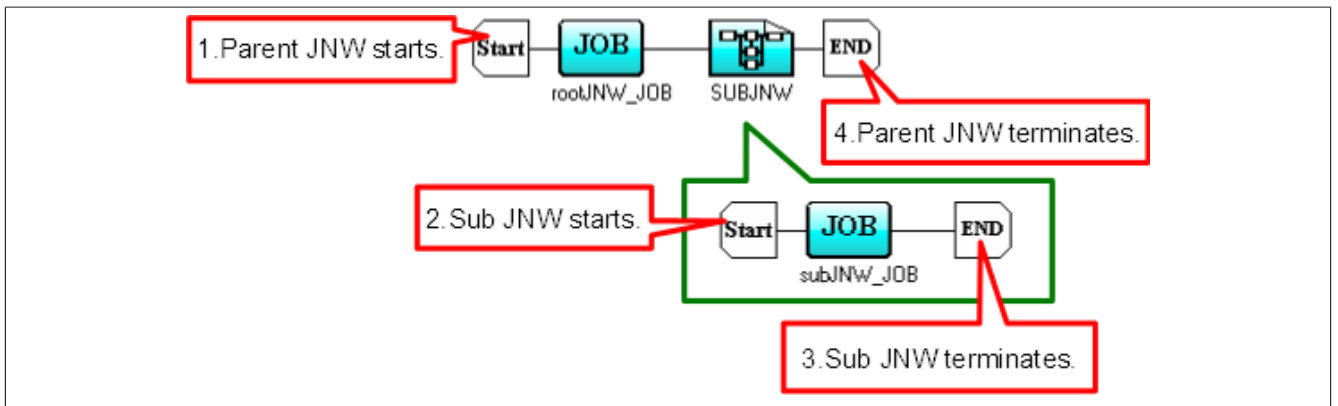 1.Parent JNW starts.
Start
JOB
END
rootJNW_JOB
SUBJNW
4.Parent JNW terminates.
2.Sub JNW starts.
Start
JOB
END
subJNW_JOB
3.Sub JNW terminates.